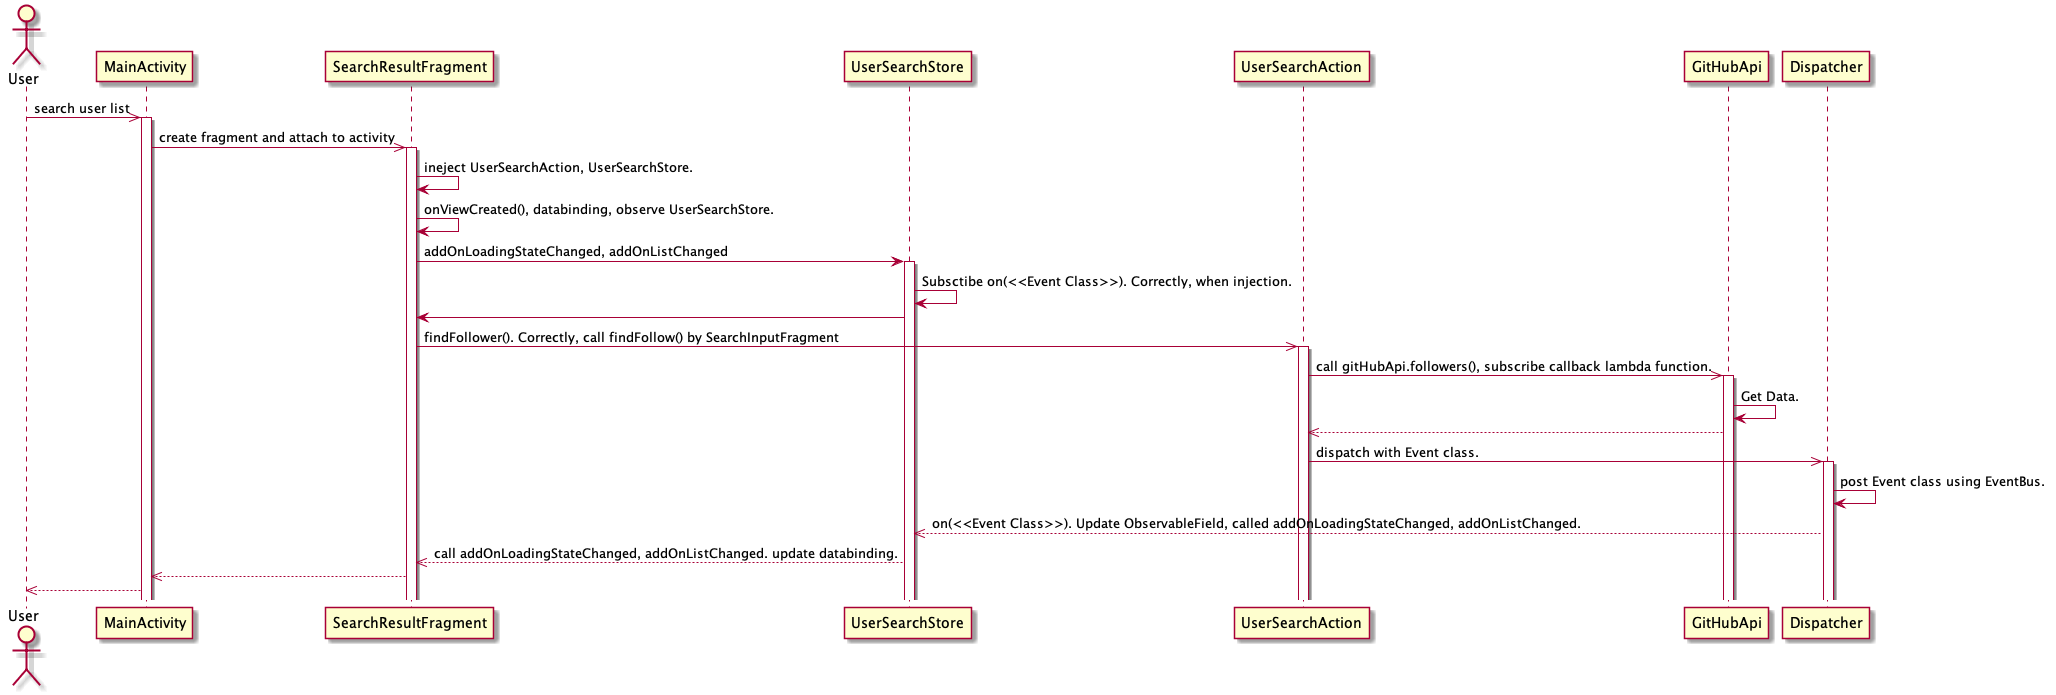 User
MainActivity
SearchResultFragment
UserSearchStore
UserSearchAction
GitHubApi
Dispatcher
search user list
create fragment and attach to activity
ineject UserSearchAction, UserSearchStore.
onViewCreated(), databinding, observe UserSearchStore.
addOnLoadingStateChanged, addOnListChanged
Subsctibe on(<<Event Class>>). Correctly, when injection.
findFollower(). Correctly, call findFollow() by SearchInputFragment
call gitHubApi.followers(), subscribe callback lambda function.
Get Data.
dispatch with Event class.
post Event class using EventBus.
on(<<Event Class>>). Update ObservableField, called addOnLoadingStateChanged, addOnListChanged.
call addOnLoadingStateChanged, addOnListChanged. update databinding.
User
MainActivity
SearchResultFragment
UserSearchStore
UserSearchAction
GitHubApi
Dispatcher